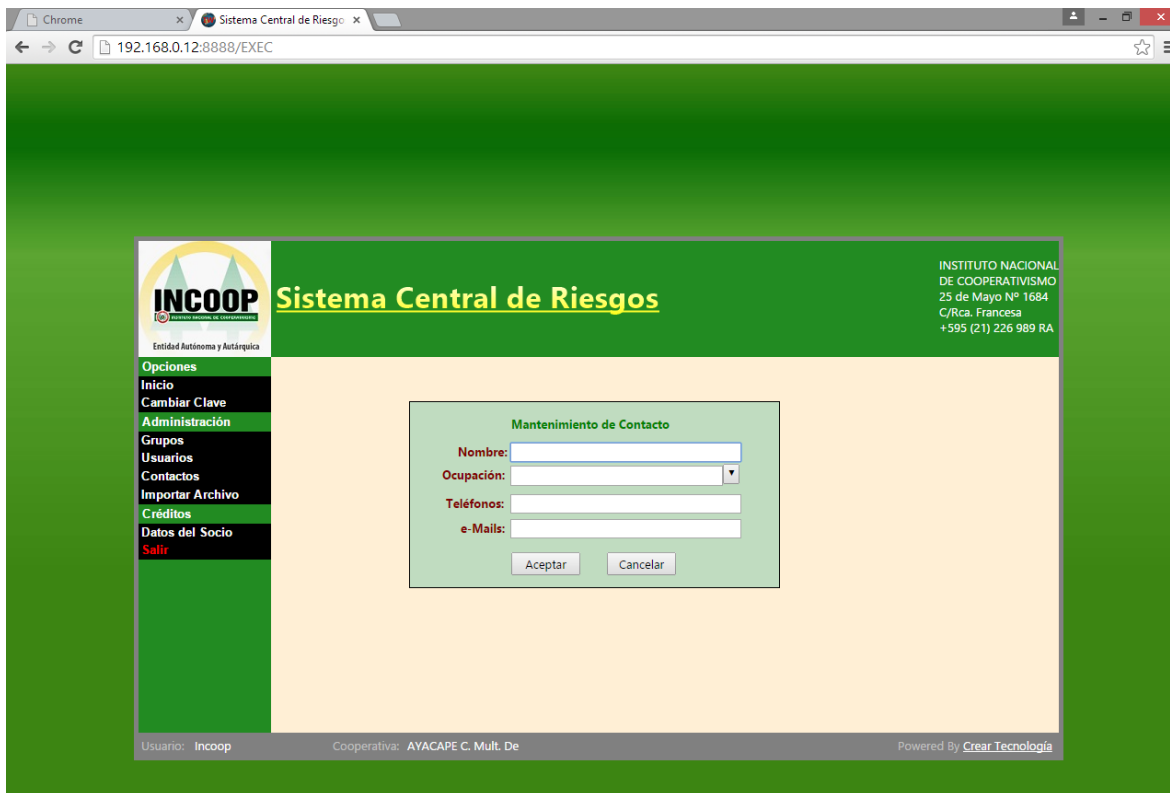 Chrome
Sistema Central de Riesgo
192.168.0.12:8888/EXEC
INCOOP
Entidad Autónoma y Autárquica
Sistema Central de Riesgos
INSTITUTO NACIONAL
DE COOPERATIVISMO
25 de Mayo Nº 1684
C/Rca. Francesa
+595 (21) 226 989 RA
Opciones
Inicio
Cambiar Clave
Administración
Grupos
Usuarios
Contactos
Importar Archivo
Créditos
Datos del Socio
Salir
Mantenimiento de Contacto
Nombre:
Ocupación:
Teléfonos:
e-Mails:
Aceptar Cancelar
Usuario: Incoop Cooperativa: AYACAPE C. Mult. De Powered By Crear Tecnología